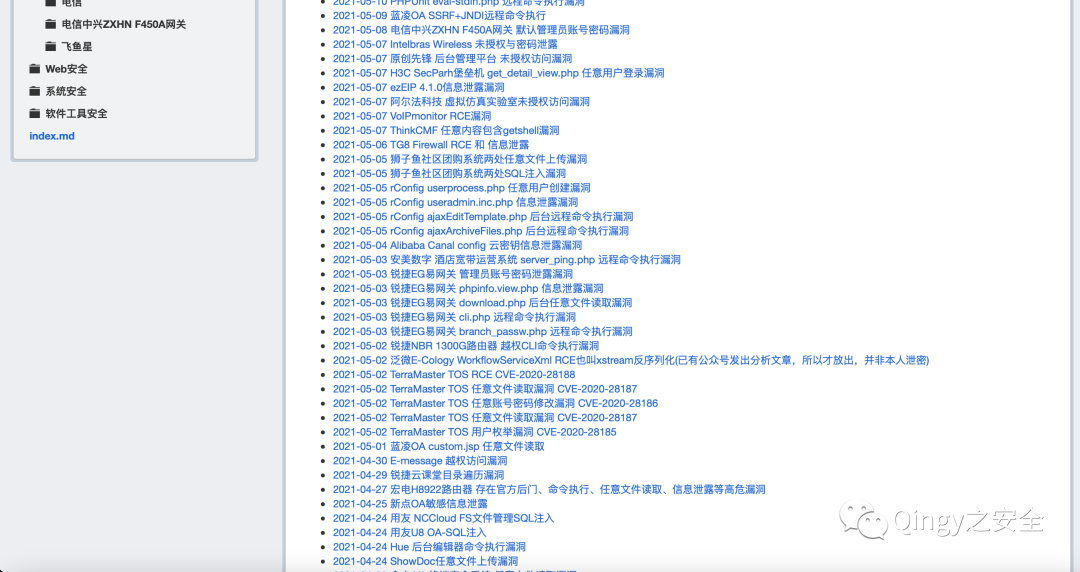 电信
电信中兴ZXHN F450A网关
飞鱼星
Web安全
系统安全
软件工具安全
index.md
2021-05-10 PHPUnit eval-stdin.php 远程命令执行漏洞
2021-05-09 蓝凌OA SSRF+JNDI远程命令执行
2021-05-08 电信中兴ZXHN F450A网关 默认管理员账号密码漏洞
2021-05-07 Intelbras Wireless 未授权与密码泄露
2021-05-07 原创先锋 后台管理平台 未授权访问漏洞
2021-05-07 H3C SecParh堡垒机 get_detail_view.php 任意用户登录漏洞
2021-05-07 ezEIP 4.1.0信息泄露漏洞
2021-05-07 阿尔法科技 虚拟仿真实验室未授权访问漏洞
2021-05-07 VoIPmonitor RCE漏洞
2021-05-07 ThinkCMF 任意内容包含getshell漏洞
2021-05-06 TG8 Firewall RCE 和 信息泄露
2021-05-05 狮子鱼社区团购系统两处任意文件上传漏洞
2021-05-05 狮子鱼社区团购系统两处SQL注入漏洞
2021-05-05 rConfig userprocess.php 任意用户创建漏洞
2021-05-05 rConfig useradmin.inc.php 信息泄露漏洞
2021-05-05 rConfig ajaxEditTemplate.php 后台远程命令执行漏洞
2021-05-05 rConfig ajaxArchiveFiles.php 后台远程命令执行漏洞
2021-05-04 Alibaba Canal config 云密钥信息泄露漏洞
2021-05-03 安美数字 酒店宽带运营系统 server_ping.php 远程命令执行漏洞
2021-05-03 锐捷EG易网关 管理员账号密码泄露漏洞
2021-05-03 锐捷EG易网关 phpinfo.view.php 信息泄露漏洞
2021-05-03 锐捷EG易网关 download.php 后台任意文件读取漏洞
2021-05-03 锐捷EG易网关 cli.php 远程命令执行漏洞
2021-05-03 锐捷EG易网关 branch_passw.php 远程命令执行漏洞
2021-05-02 锐捷NBR 1300G路由器 越权CLI命令执行漏洞
2021-05-02 泛微E-Cology WorkflowServiceXml RCE也叫xstream反序列化(已有公众号发出分析文章，所以才放出，并非本人泄密)
2021-05-02 TerraMaster TOS RCE CVE-2020-28188
2021-05-02 TerraMaster TOS 任意文件读取漏洞 CVE-2020-28187
2021-05-02 TerraMaster TOS 任意账号密码修改漏洞 CVE-2020-28186
2021-05-02 TerraMaster TOS 任意文件读取漏洞 CVE-2020-28187
2021-05-02 TerraMaster TOS 用户枚举漏洞 CVE-2020-28185
2021-05-01 蓝凌OA custom.jsp 任意文件读取
2021-04-30 E-message 越权访问漏洞
2021-04-29 锐捷云课堂目录遍历漏洞
2021-04-27 宏电H8922路由器 存在官方后门、命令执行、任意文件读取、信息泄露等高危漏洞
2021-04-25 新点OA敏感信息泄露
2021-04-24 用友 NCCloud FS文件管理SQL注入
2021-04-24 用友U8 OA-SQL注入
2021-04-24 Hue 后台编辑器命令执行漏洞
2021-04-24 ShowDoc任意文件上传漏洞
Qingy之安全